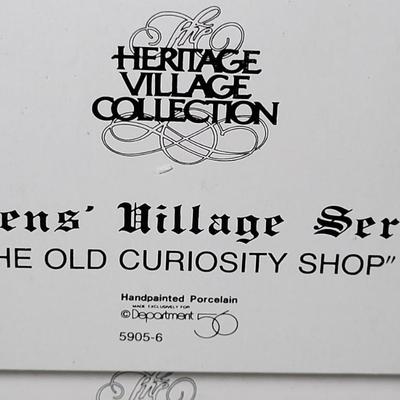 The
HERITAGE
VILLAGE
COLLECTION
ens' Village Ser
HE OLD CURIOSITY SHOP"
Handpainted Porcelain
MADE EXCLUSIVELY FOR
© Department 56
5905-6
The